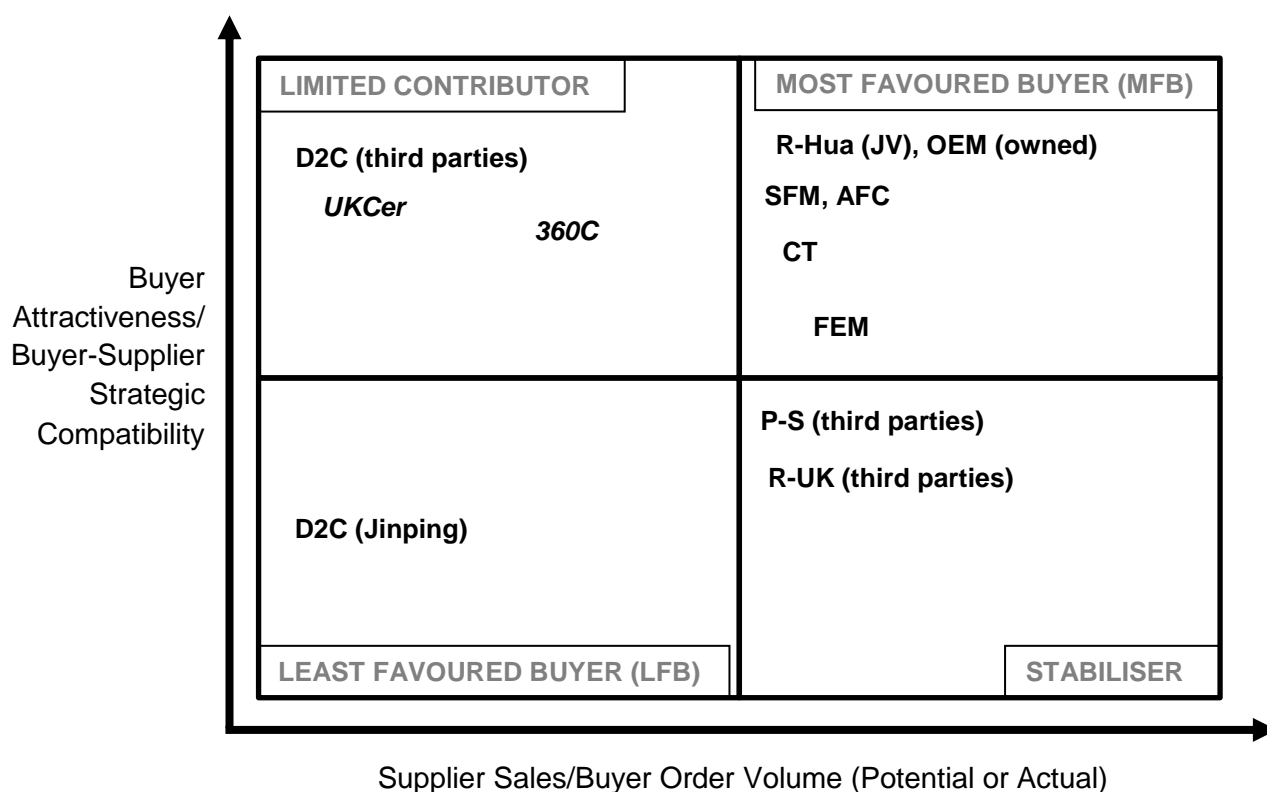 LIMITED CONTRIBUTOR
MOST FAVOURED BUYER (MFB)
D2C (third parties)
UKCer
360C
R-Hua (JV), OEM (owned)
SFM, AFC
CT
FEM
Buyer
Attractiveness/
Buyer-Supplier
Strategic
Compatibility
D2C (Jinping)
P-S (third parties)
R-UK (third parties)
LEAST FAVOURED BUYER (LFB)
STABILISER
Supplier Sales/Buyer Order Volume (Potential or Actual)